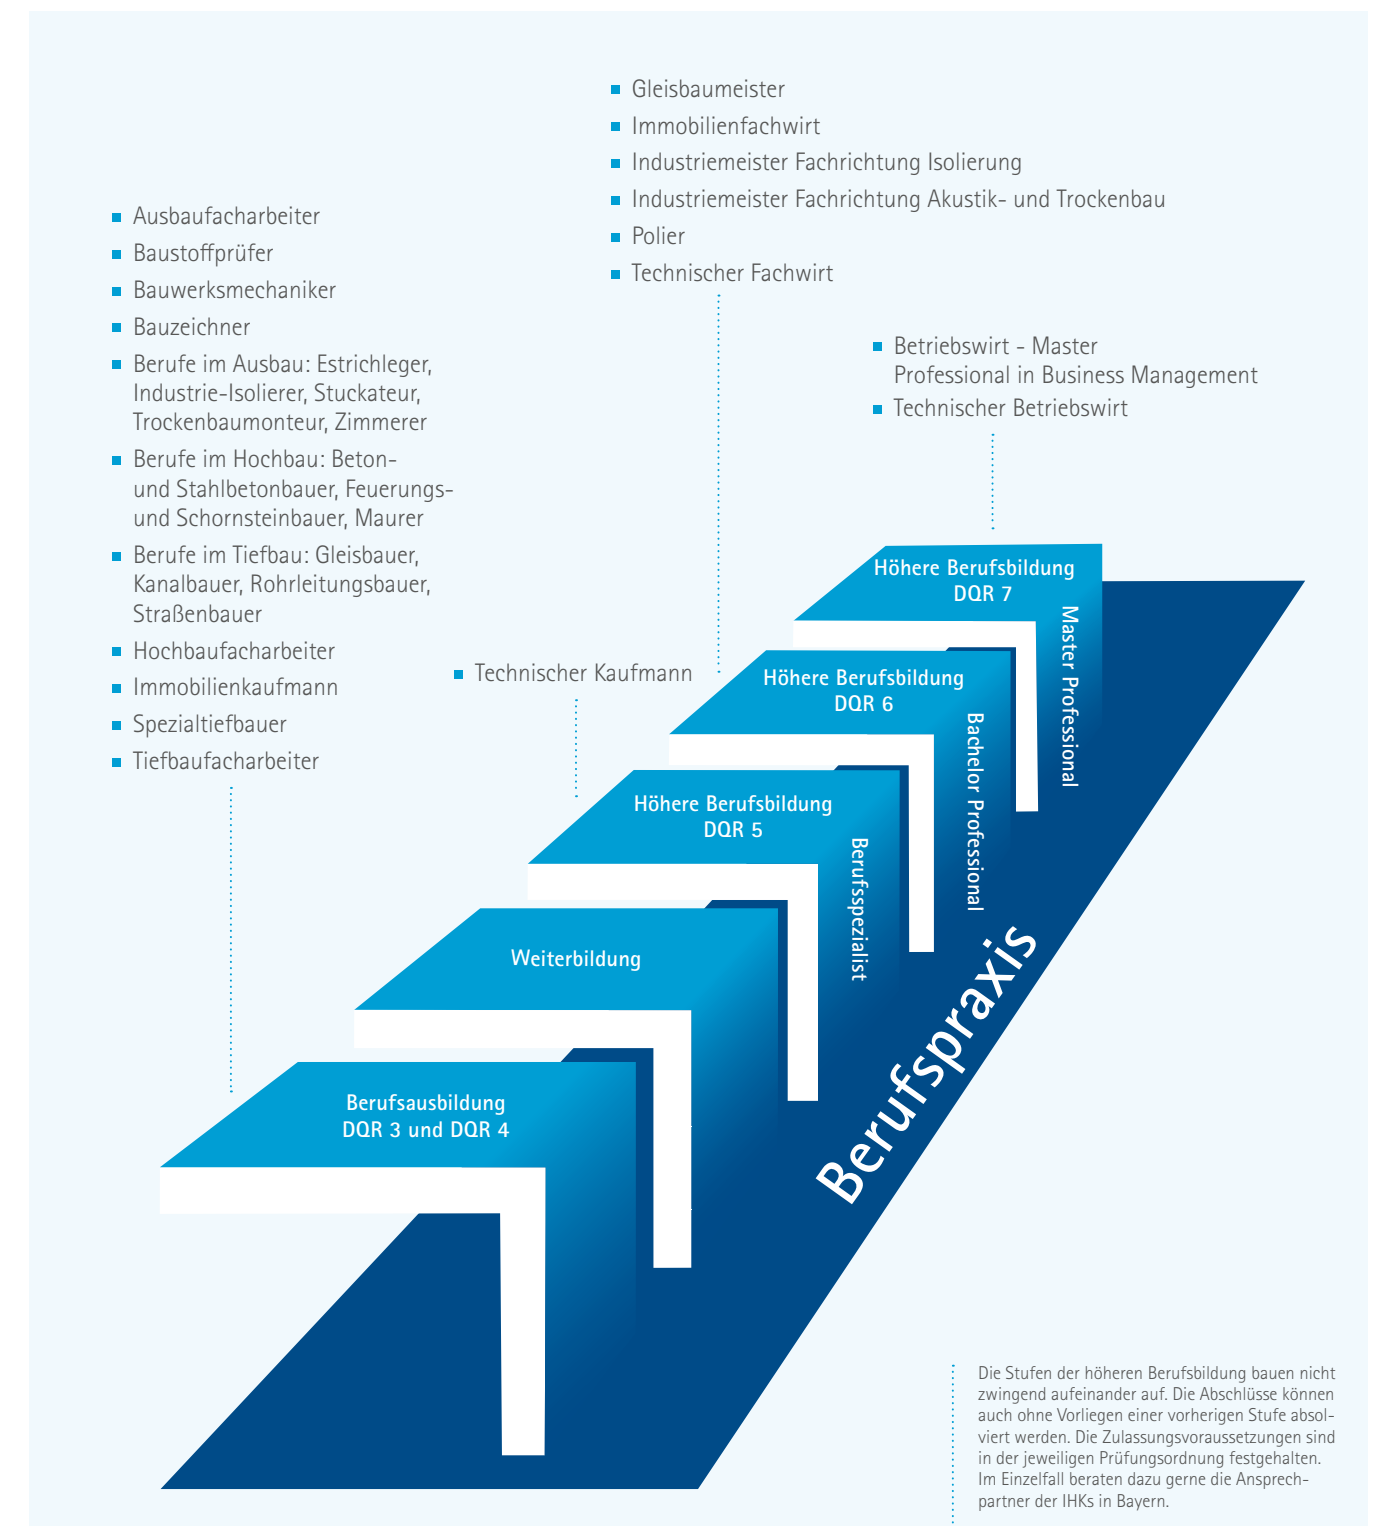 Gleisbaumeister
Immobilienfachwirt
Industriemeister Fachrichtung Isolierung
Industriemeister Fachrichtung Akustik- und Trockenbau
Polier
Technischer Fachwirt
Ausbaufacharbeiter
Baustoffprüfer
Bauwerksmechaniker
Bauzeichner
Berufe im Ausbau: Estrichleger,
Industrie-Isolierer, Stuckateur,
Trockenbaumonteur, Zimmerer
Berufe im Hochbau: Beton-
und Stahlbetonbauer, Feuerungs-
und Schornsteinbauer, Maurer
Berufe im Tiefbau: Gleisbauer,
Kanalbauer, Rohrleitungsbauer,
Straßenbauer
Hochbaufacharbeiter
Immobilienkaufmann
Spezialtiefbauer
Tiefbaufacharbeiter
Betriebswirt - Master
Professional in Business Management
Technischer Betriebswirt
Technischer Kaufmann
Höhere Berufsbildung
DQR 7
Master Professional
Höhere Berufsbildung
DQR 6
Bachelor Professional
Höhere Berufsbildung
DQR 5
Berufsspezialist
Weiterbildung
Berufsausbildung
DQR 3 und DQR 4
Berufspraxis
Die Stufen der höheren Berufsbildung bauen nicht
zwingend aufeinander auf. Die Abschlüsse können
auch ohne Vorliegen einer vorherigen Stufe absol-
viert werden. Die Zulassungsvoraussetzungen sind
in der jeweiligen Prüfungsordnung festgehalten.
Im Einzelfall beraten dazu gerne die Ansprech-
partner der IHKs in Bayern.